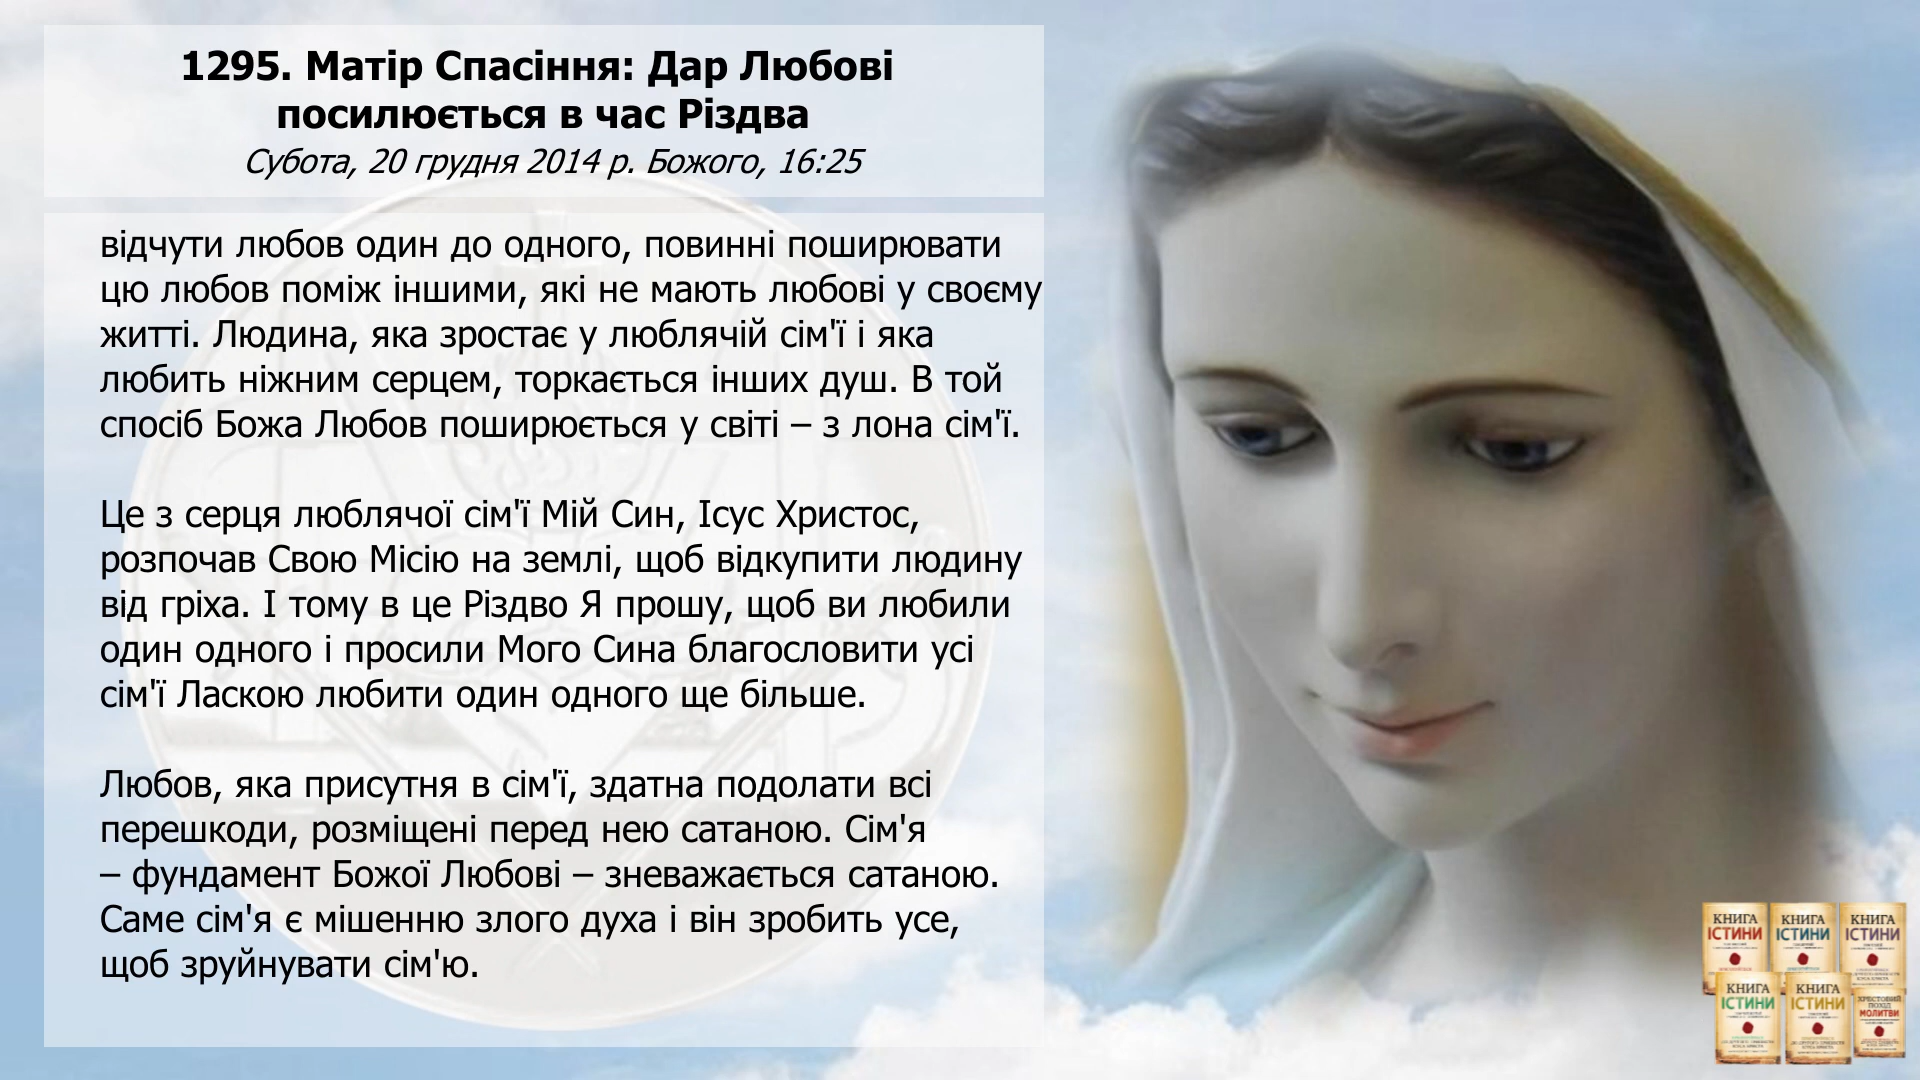 1295. Матір Спасіння: Дар Любові
посилюється в час Різдва
Субота, 20 грудня 2014 р. Божого, 16:25
відчути любов один до одного, повинні поширювати
цю любов поміж іншими, які не мають любові у своєму
житті. Людина, яка зростає у люблячій сім'ї і яка
любить ніжним серцем, торкається інших душ. В той
спосіб Божа Любов поширюється у світі – з лона сім'ї.
Це з серця люблячої сім'ї Мій Син, Ісус Христос,
розпочав Свою Місію на землі, щоб відкупити людину
від гріха. І тому в це Різдво Я прошу, щоб ви любили
один одного і просили Мого Сина благословити усі
сім'ї Ласкою любити один одного ще більше.
Любов, яка присутня в сім'ї, здатна подолати всі
перешкоди, розміщені перед нею сатаною. Сім'я
– фундамент Божої Любові – зневажається сатаною.
Саме сім'я є мішенню злого духа і він зробить усе,
щоб зруйнувати сім'ю.
КНИГА
ІСТИНИ
КНИГА
ІСТИНИ
КНИГА
ІСТИНИ
КНИГА
ІСТИНИ
КНИГА
ІСТИНИ
ХРЕСТОВИЙ
ПОХІД
МОЛИТВИ